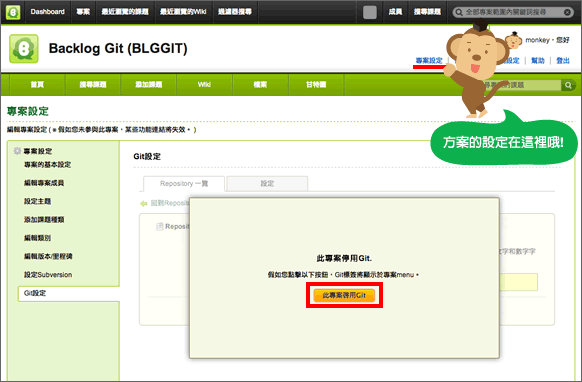 Dashboard 專案 最近瀏覽的課題 最近瀏覽的Wiki 過濾器搜尋 成員 搜尋課題 全部專案範圍內關鍵詞搜尋
Backlog Git (BLGGIT)
monkey，您好
專案設定 設定 幫助 登出
首頁 搜尋課題 添加課題 Wiki 檔案 甘特圖 的課題
專案設定
編輯專案設定 ( ※ 假如您未參與此專案，某些功能連結將失效。 )
方案的設定在這裡哦!
專案設定
專案的基本設定
編輯專案成員
設定主題
添加課題種類
編輯類別
編輯版本/里程碑
設定Subversion
Git設定
Git設定
Repository 一覽 設定
回到Reposi
Reposi
文字和數字字
此專案停用Git.
假如您點擊以下按鈕，Git標簽將顯示於專案menu。
此專案啓用Git